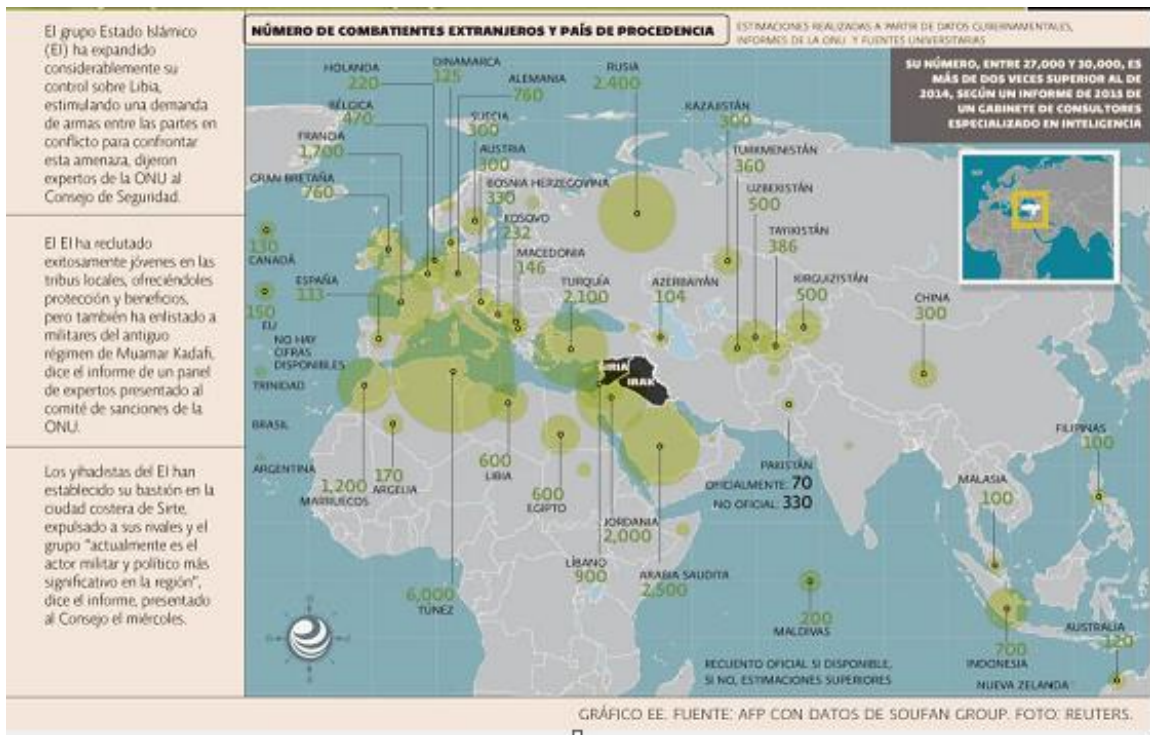 El grupo Estado Islámico
(EI) ha expandido
considerablemente su
control sobre Libia,
estimulando una demanda
de armas entre las partes en
conflicto para confrontar
esta amenaza, dijeron
expertos de la ONU al
Consejo de Seguridad.
El EI ha reclutado
exitosamente jóvenes en las
tribus locales, ofreciéndoles
protección y beneficios,
pero también ha enlistado a
militares del antiguo
régimen de Muamar Kadafi,
dice el informe de un panel
de expertos presentado al
comité de sanciones de la
ONU.
Los yihadistas del EI han
establecido su bastión en la
ciudad costera de Sirte,
expulsado a sus rivales y el
grupo "actualmente es el
actor militar y político más
significativo en la región",
dice el informe, presentado
al Consejo el miércoles.
NÚMERO DE COMBATIENTES EXTRANJEROS Y PAÍS DE PROCEDENCIA
ESTIMACIONES REALIZADAS A PARTIR DE DATOS GUBERNAMENTALES,
INFORMES DE LA ONU Y FUENTES UNIVERSITARIAS
SU NÚMERO, ENTRE 27,000 Y 30,000, ES
MÁS DE DOS VECES SUPERIOR AL DE
2014, SEGÚN UN INFORME DE 2015 DE
UN GABINETE DE CONSULTORES
ESPECIALIZADO EN INTELIGENCIA
HOLANDA
220
DINAMARCA
125
ALEMANIA
760
RUSIA
2,400
BÉLGICA
470
SUECIA
300
KAZAJISTÁN
300
FRANCIA
1,700
AUSTRIA
300
TURKMENISTÁN
360
GRAN BRETAÑA
760
BOSNIA HERZEGOVINA
330
UZBEKISTÁN
500
KOSOVO
232
TAYIKISTÁN
386
130
CANADÁ
MACEDONIA
146
ESPAÑA
133
TURQUÍA
2,100
AZERBAIYÁN
104
KIRGUIZISTÁN
500
CHINA
300
150
EU
NO HAY
CIFRAS
DISPONIBLES
TRINIDAD
BRASIL
ARGENTINA
SIRIA
IRAK
1,200
MARRUECOS
170
ARGELIA
600
LIBIA
600
EGIPTO
6,000
TÚNEZ
JORDANIA
2,000
LÍBANO
900
ARABIA SAUDITA
2,500
PAKISTÁN
OFICIALMENTE: 70
NO OFICIAL: 330
FILIPINAS
100
MALASIA
100
200
MALDIVAS
700
INDONESIA
AUSTRALIA
120
NUEVA ZELANDA
RECUENTO OFICIAL SI DISPONIBLE,
SI NO, ESTIMACIONES SUPERIORES
GRÁFICO EE. FUENTE: AFP CON DATOS DE SOUFAN GROUP. FOTO: REUTERS.